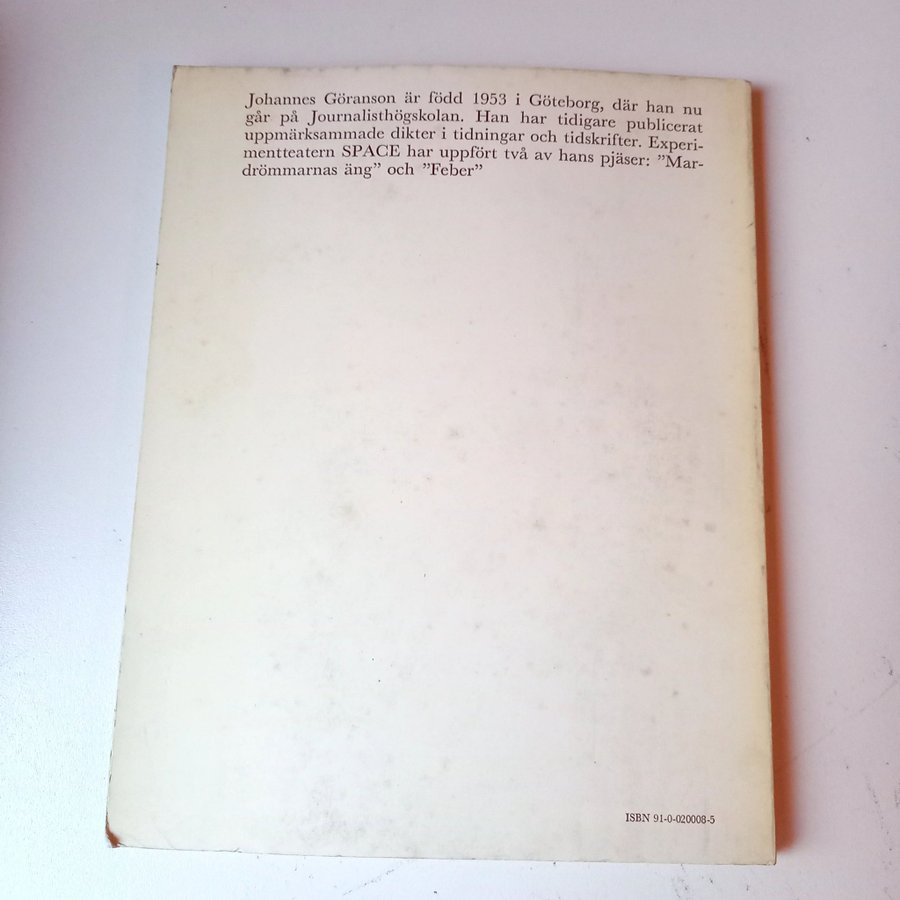 Johannes Göranson är född 1953 i Göteborg, där han nu
går på Journalisthögskolan. Han har tidigare publicerat
uppmärksammade dikter i tidningar och tidskrifter. Experi-
mentteatern SPACE har uppfört två av hans pjäser: ”Mar-
drömmarnas äng” och ”Feber”
ISBN 91-0-020008-5